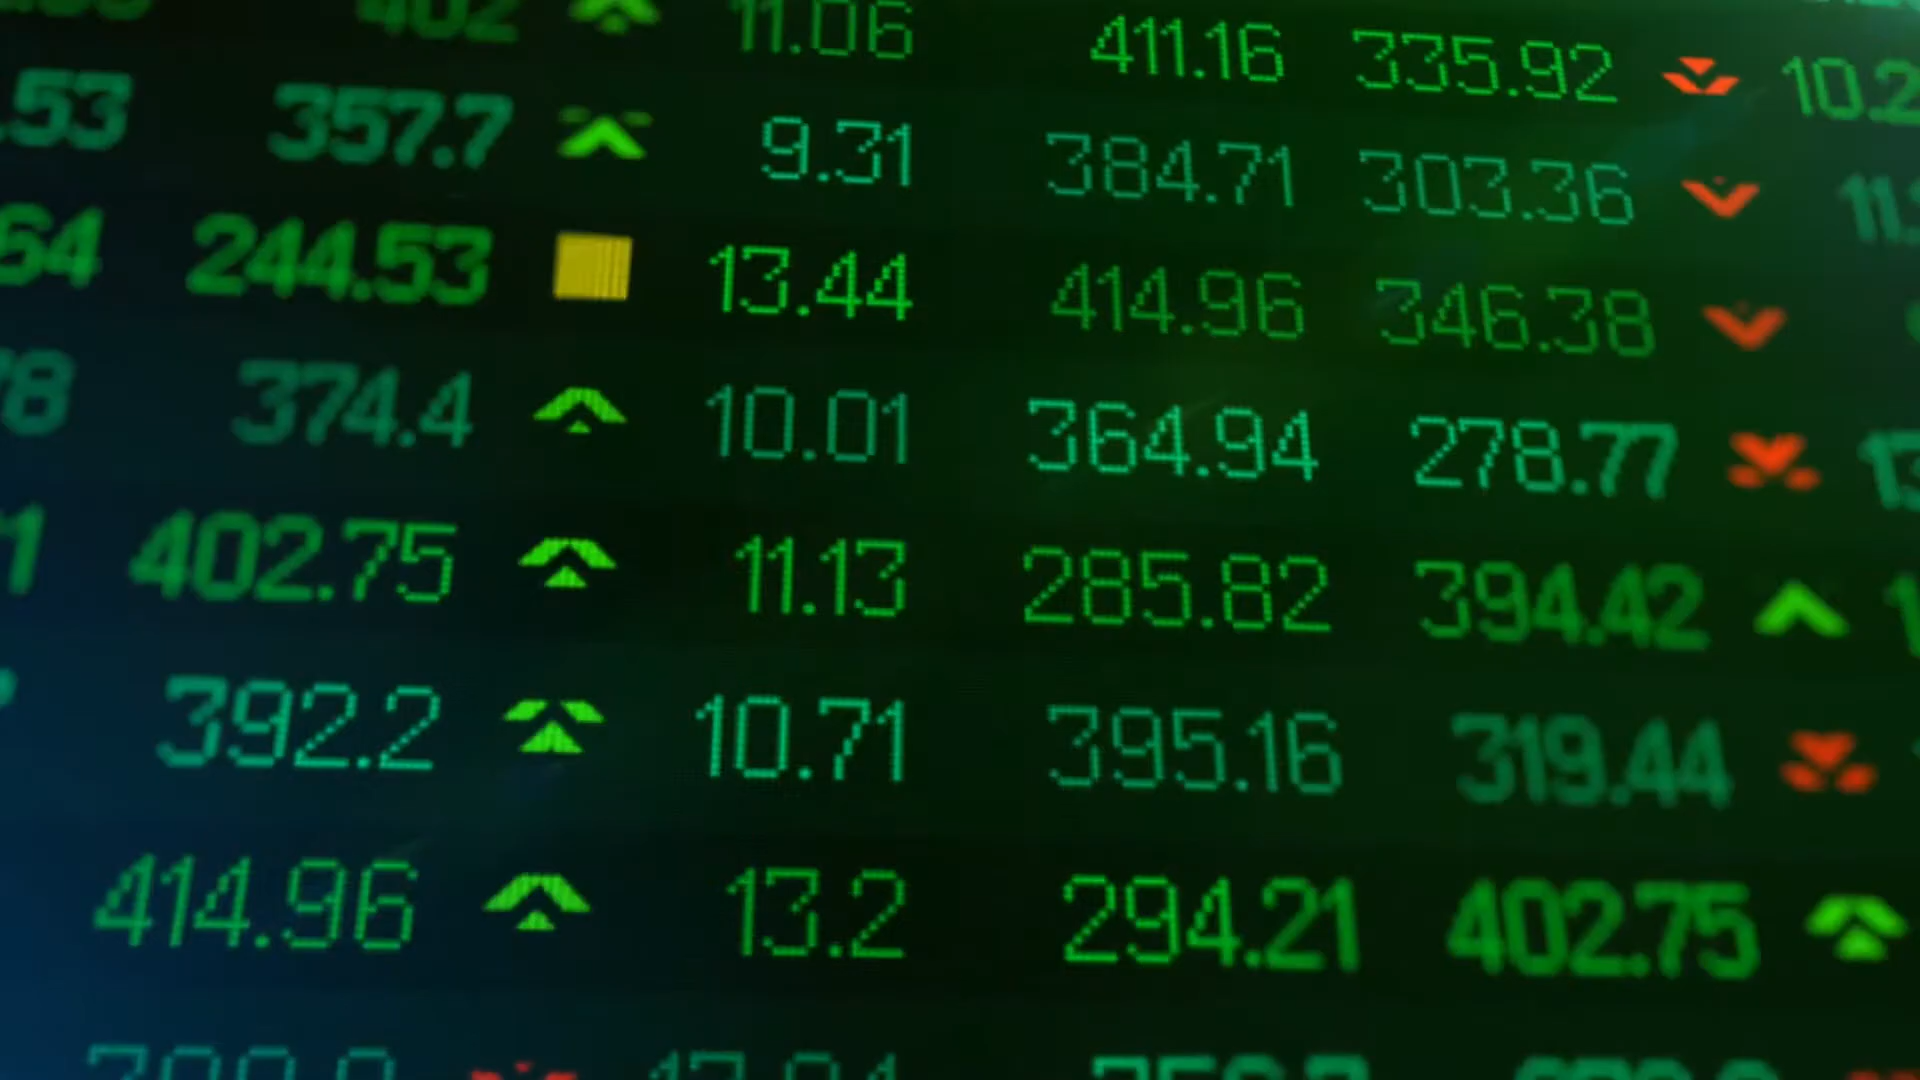 402 11.06 411.16 335.92
357.7 9.31 384.71 303.36
244.53 13.44 414.96 346.38
374.4 10.01 364.94 278.77
402.75 11.13 285.82 394.42
392.2 10.71 395.16 319.44
414.96 13.2 294.21 402.75